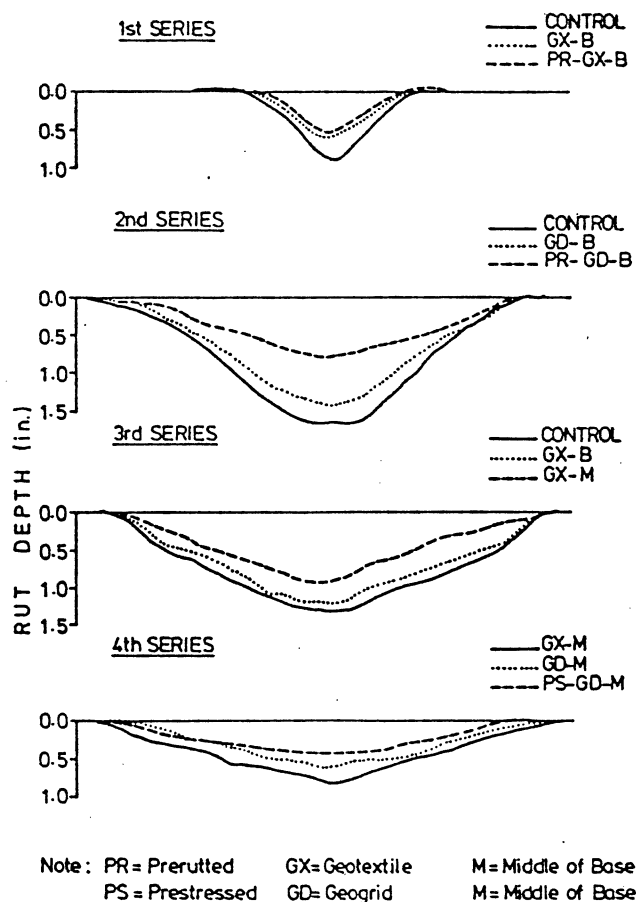 1st SERIES
CONTROL
GX-B
PR-GX-B
0.0
0.5
1.0
2nd SERIES
CONTROL
GD-B
PR-GD-B
0.0
0.5
1.0
1.5
RUT DEPTH (in.)
3rd SERIES
CONTROL
GX-B
GX-M
0.0
0.5
1.0
1.5
4th SERIES
GX-M
GD-M
PS-GD-M
0.0
0.5
1.0
Note: PR = Prerutted GX = Geotextile M = Middle of Base
PS = Prestressed GD = Geogrid M = Middle of Base